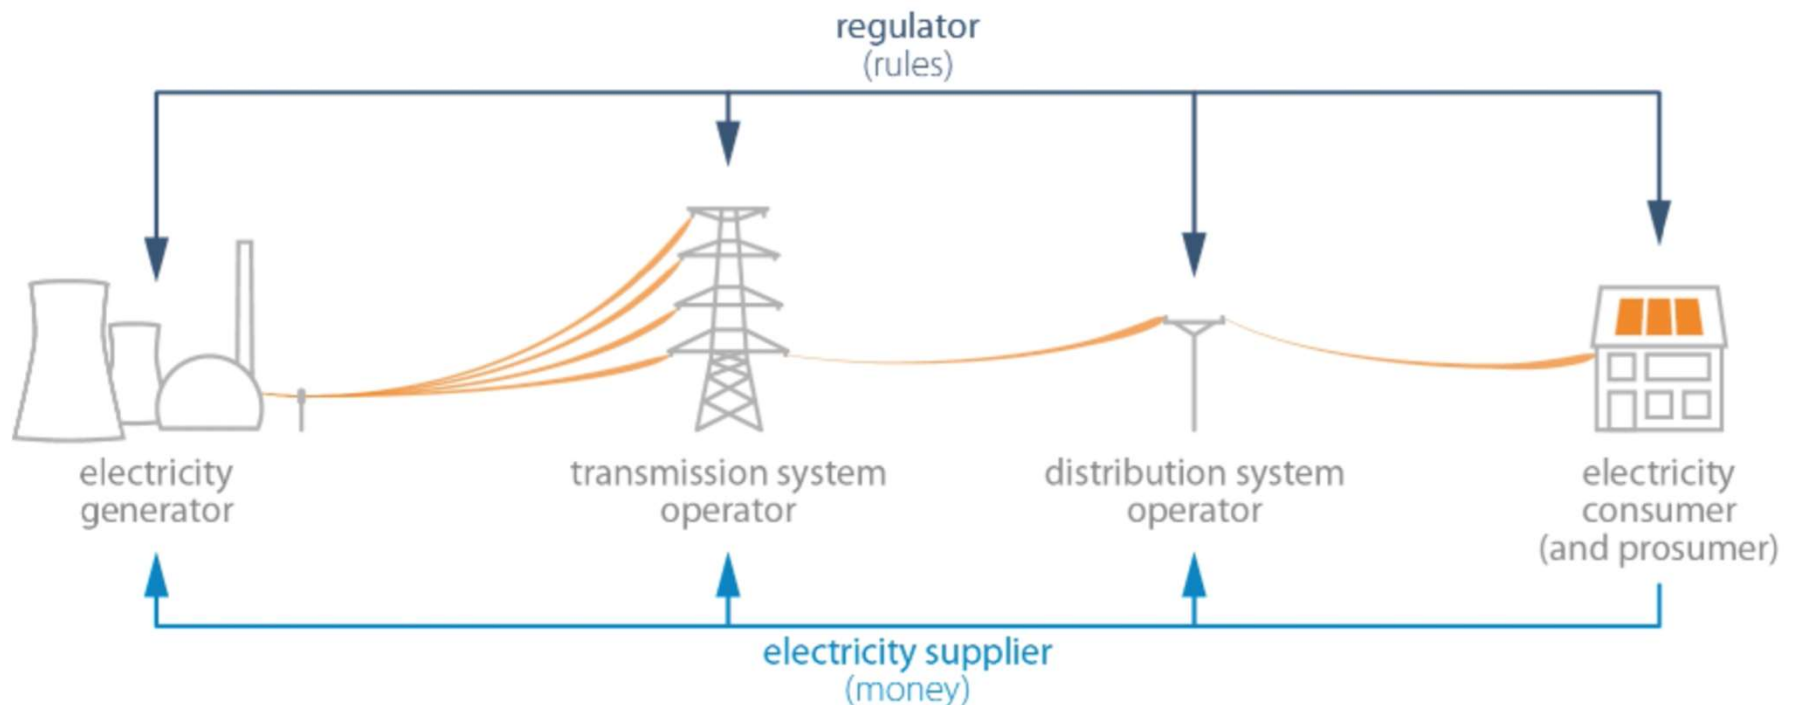 regulator
(rules)
electricity
generator
transmission system
operator
distribution system
operator
electricity
consumer
(and prosumer)
electricity supplier
(money)